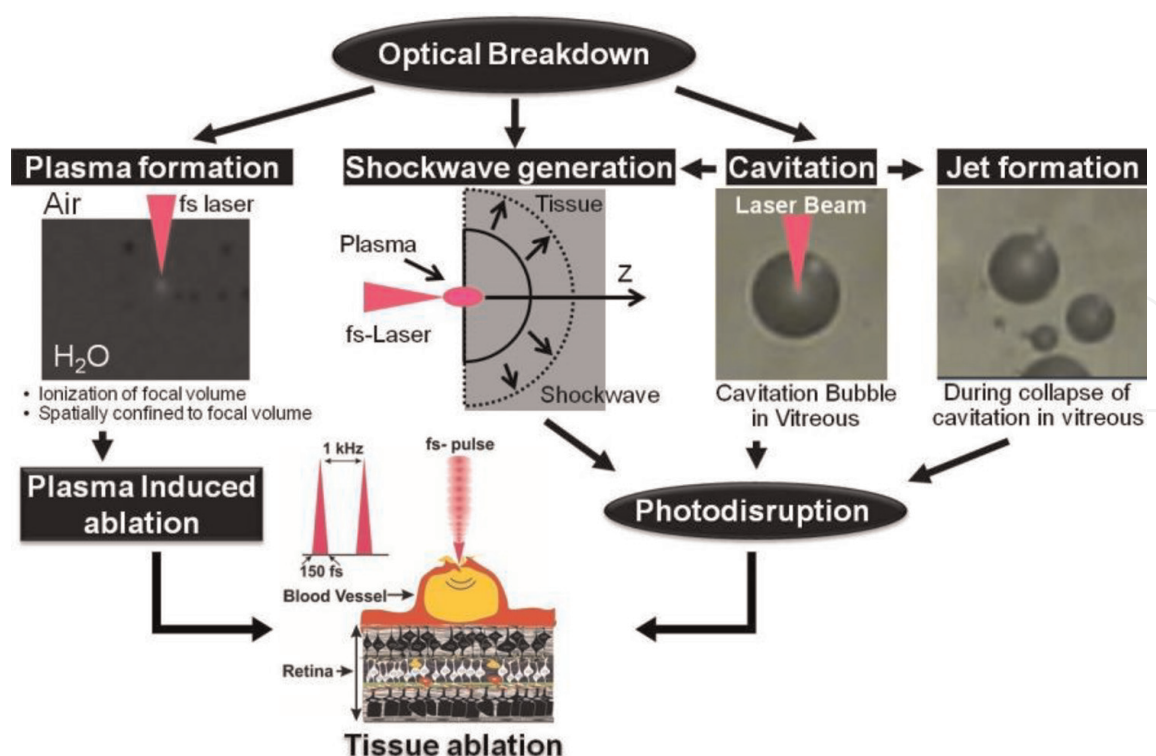 Optical Breakdown
Plasma formation
Shockwave generation
Cavitation
Jet formation
Air
fs laser
H₂O
• Ionization of focal volume
• Spatially confined to focal volume
Tissue
Plasma
Z
fs-Laser
Shockwave
Laser Beam
Cavitation Bubble
in Vitreous
During collapse of
cavitation in vitreous
Plasma Induced
ablation
1 kHz
fs- pulse
150 fs
Blood Vessel
Retina
Photodisruption
Tissue ablation